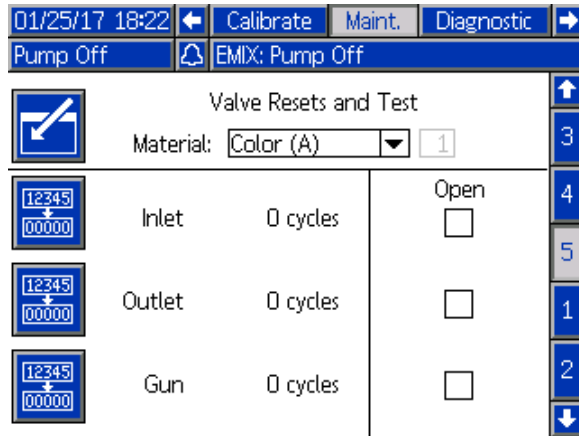 01/25/17 18:22 Calibrate Maint. Diagnostic
Pump Off EMIX: Pump Off
Valve Resets and Test
Material: Color (A) 1
3
4
5
1
2
Open
12345
00000
Inlet 0 cycles
12345
00000
Outlet 0 cycles
12345
00000
Gun 0 cycles